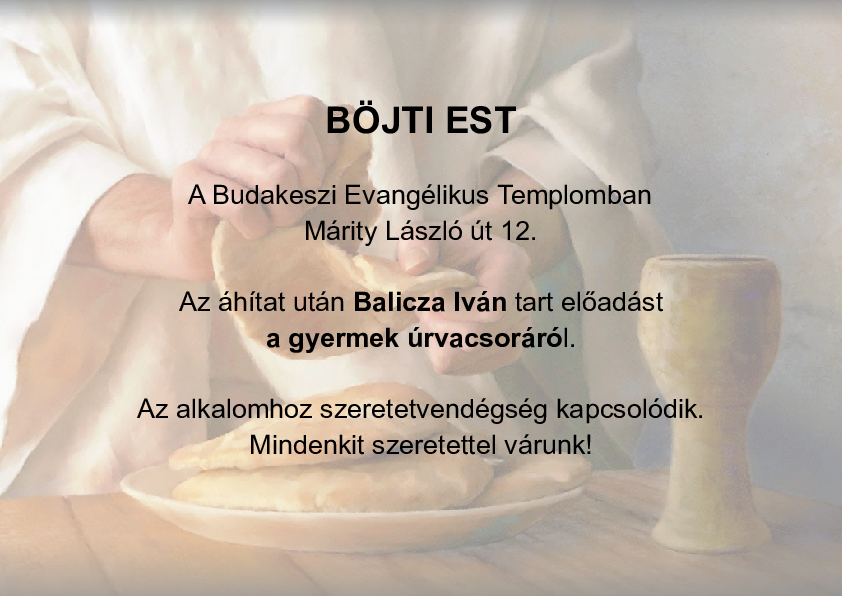 BÖJTI EST
A Budakeszi Evangélikus Templomban
Márity László út 12.
Az áhítat után Balicza Iván tart előadást
a gyermek úrvacsoráról.
Az alkalomhoz szeretetvendégség kapcsolódik.
Mindenkit szeretettel várunk!